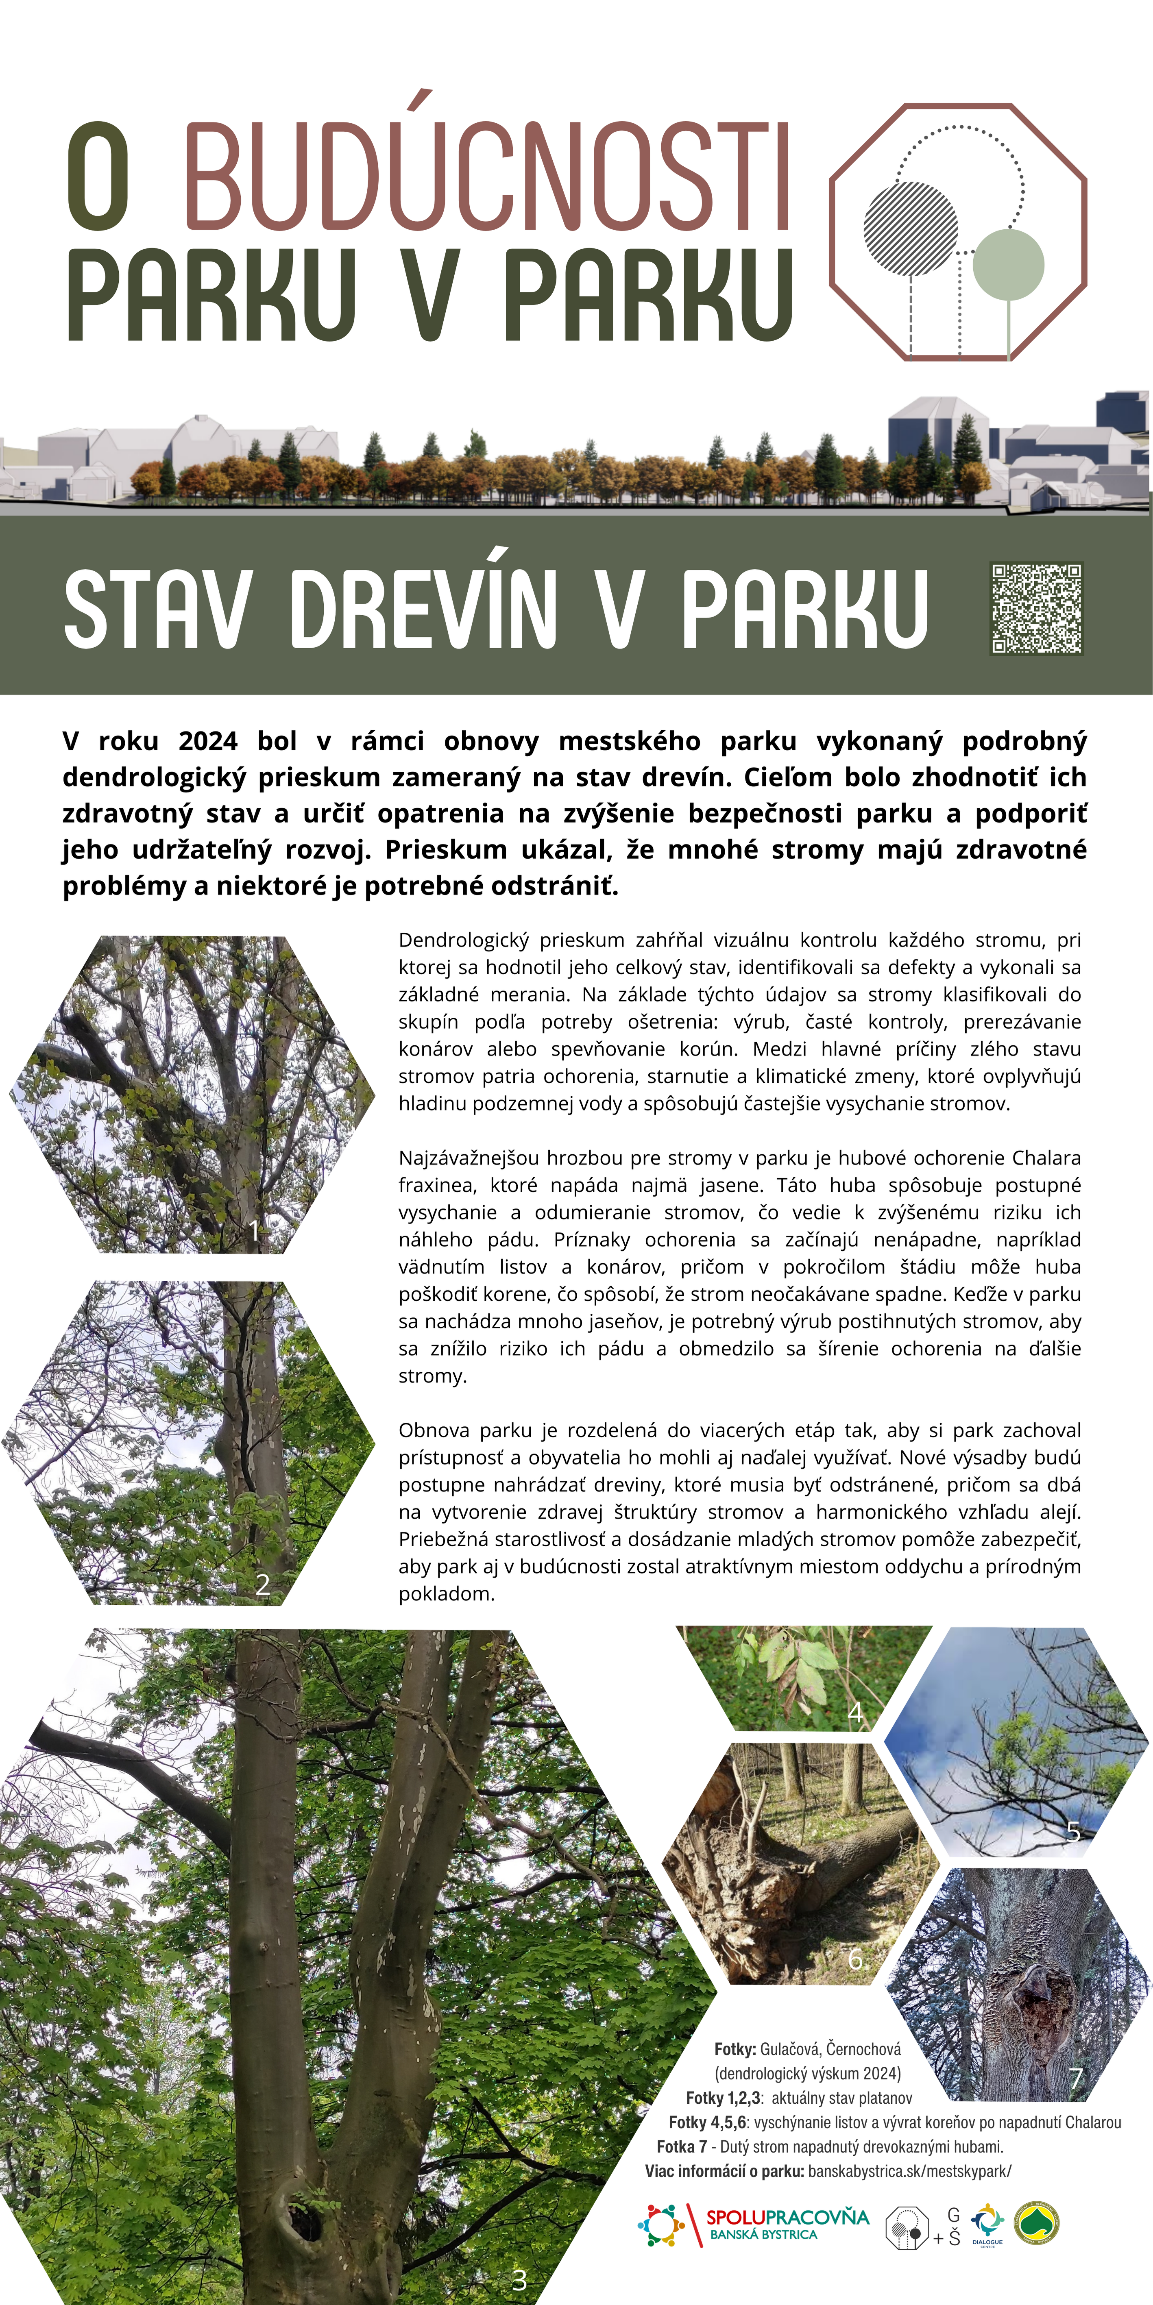 O BUDÚCNOSTI
PARKU V PARKU
STAV DREVÍN V PARKU
V roku 2024 bol v rámci obnovy mestského parku vykonaný podrobný
dendrologický prieskum zameraný na stav drevín. Cieľom bolo zhodnotiť ich
zdravotný stav a určiť opatrenia na zvýšenie bezpečnosti parku a podporiť
jeho udržateľný rozvoj. Prieskum ukázal, že mnohé stromy majú zdravotné
problémy a niektoré je potrebné odstrániť.
Dendrologický prieskum zahŕňal vizuálnu kontrolu každého stromu, pri
ktorej sa hodnotil jeho celkový stav, identifikovali sa defekty a vykonali sa
základné merania. Na základe týchto údajov sa stromy klasifikovali do
skupín podľa potreby ošetrenia: výrub, časté kontroly, prerezávanie
konárov alebo spevňovanie korún. Medzi hlavné príčiny zlého stavu
stromov patria ochorenia, starnutie a klimatické zmeny, ktoré ovplyvňujú
hladinu podzemnej vody a spôsobujú častejšie vysychanie stromov.
Najzávažnejšou hrozbou pre stromy v parku je hubové ochorenie Chalara
fraxinea, ktoré napáda najmä jasene. Táto huba spôsobuje postupné
vysychanie a odumieranie stromov, čo vedie k zvýšenému riziku ich
náhleho pádu. Príznaky ochorenia sa začínajú nenápadne, napríklad
vädnutím listov a konárov, pričom v pokročilom štádiu môže huba
poškodiť korene, čo spôsobí, že strom neočakávane spadne. Keďže v parku
sa nachádza mnoho jaseňov, je potrebný výrub postihnutých stromov, aby
sa znížilo riziko ich pádu a obmedzilo sa šírenie ochorenia na ďalšie
stromy.
Obnova parku je rozdelená do viacerých etáp tak, aby si park zachoval
prístupnosť a obyvatelia ho mohli aj naďalej využívať. Nové výsadby budú
postupne nahrádzať dreviny, ktoré musia byť odstránené, pričom sa dbá
na vytvorenie zdravej štruktúry stromov a harmonického vzhľadu alejí.
Priebežná starostlivosť a dosádzanie mladých stromov pomôže zabezpečiť,
aby park aj v budúcnosti zostal atraktívnym miestom oddychu a prírodným
pokladom.
1
2
3
4
5
6.
7
Fotky: Gulačová, Černochová
(dendrologický výskum 2024)
Fotky 1,2,3: aktuálny stav platanov
Fotky 4,5,6: vyschýnanie listov a vývrat koreňov po napadnutí Chalarou
Fotka 7 - Dutý strom napadnutý drevokaznými hubami.
Viac informácií o parku: banskabystrica.sk/mestskypark/
SPOLUPRACOVŇA
BANSKÁ BYSTRICA
G
+ Š
DIALOGUE